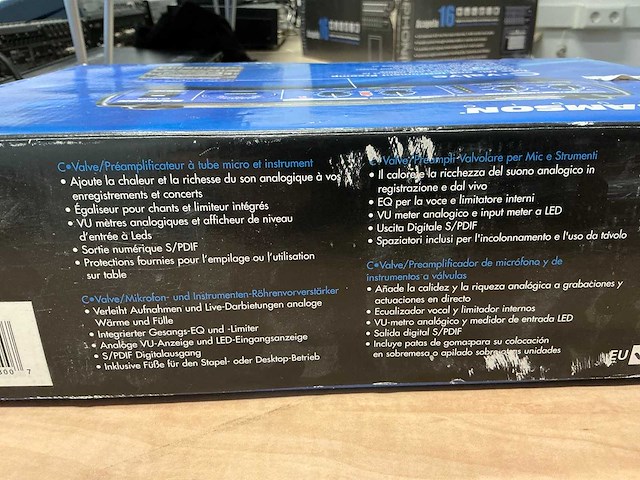 16
16
C•VALVE
AMSON
C•Valve/Préamplificateur à tube micro et instrument
• Ajoute la chaleur et la richesse du son analogique à vos
enregistrements et concerts
• Égaliseur pour chants et limiteur intégrés
• VU mètres analogiques et afficheur de niveau
d'entrée à Leds
• Sortie numérique S/PDIF
• Protections fournies pour l'empilage ou l'utilisation
sur table
C•Valve/Mikrofon- und Instrumenten-Röhrenvorverstärker
• Verleiht Aufnahmen und Live-Darbietungen analoge
Wärme und Fülle
• Integrierter Gesangs-EQ und -Limiter
• Analoge VU-Anzeige und LED-Eingangsanzeige
• S/PDIF Digitalausgang
• Inklusive Füße für den Stapel- oder Desktop-Betrieb
C•Valve/Preampli Valvolare per Mic e Strumenti
• Il calore e la ricchezza del suono analogico in
registrazione e dal vivo
• EQ per la voce e limitatore interni
• VU meter analogico e input meter a LED
• Uscita Digitale S/PDIF
• Spaziatori inclusi per l'incolonnamento e l'uso da tavolo
C•Valve/Preamplificador de micrófono y de
instrumentos a válvulas
• Añade la calidez y la riqueza analógica a grabaciones y
actuaciones en directo
• Ecualizador vocal y limitador internos
• VU-metro analógico y medidor de entrada LED
• Salida digital S/PDIF
• Incluye patas de goma para su colocación
en sobremesa o apilado sobre otras unidades
EU
800 7